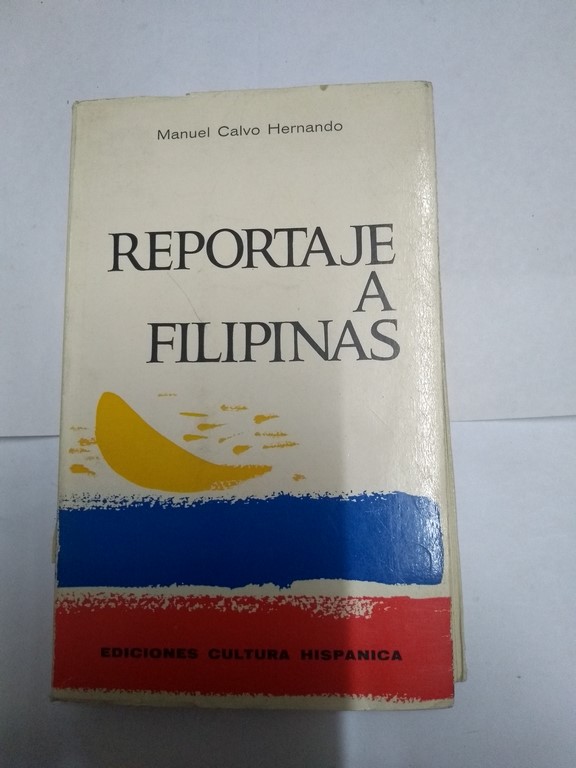 Manuel Calvo Hernando
REPORTAJE
A
FILIPINAS
EDICIONES CULTURA HISPANICA